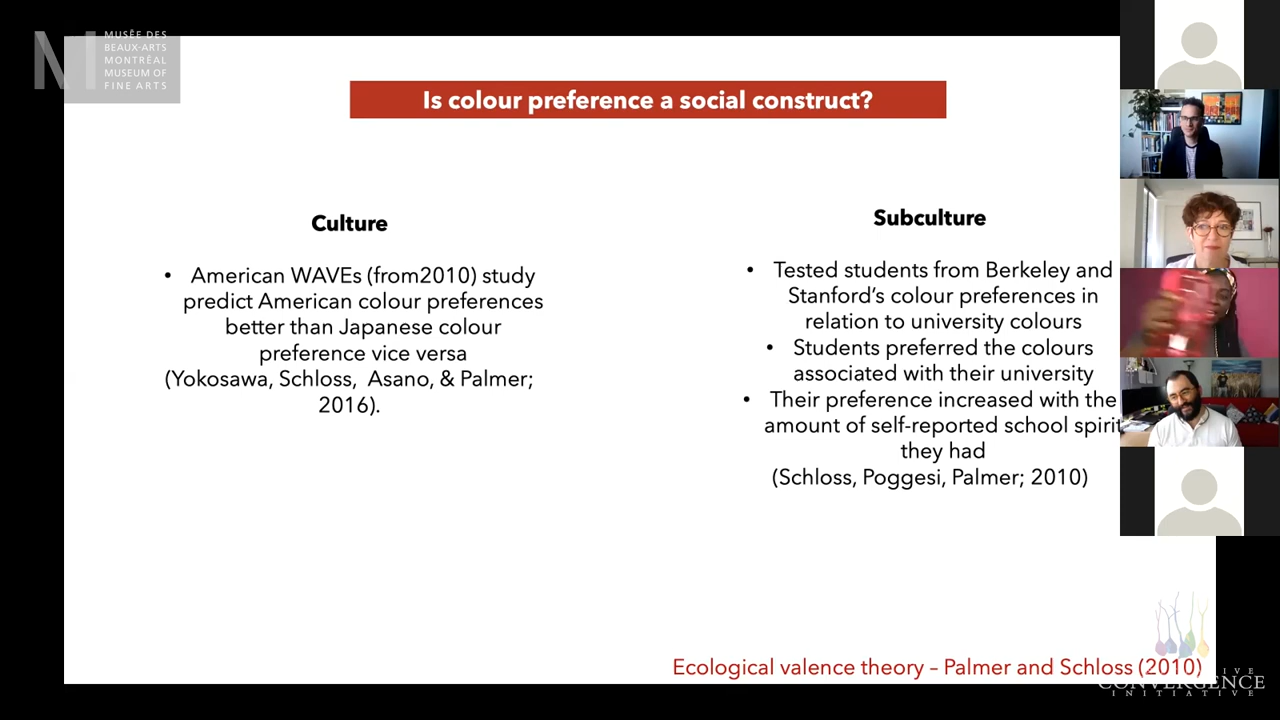 MUSÉE DES
BEAUX-ARTS
MONTRÉAL
MUSEUM OF
FINE ARTS
Is colour preference a social construct?
Culture
• American WAVEs (from2010) study
predict American colour preferences
better than Japanese colour
preference vice versa
(Yokosawa, Schloss, Asano, & Palmer;
2016).
Subculture
• Tested students from Berkeley and
Stanford's colour preferences in
relation to university colours
• Students preferred the colours
associated with their university
• Their preference increased with the
amount of self-reported school spirit
they had
(Schloss, Poggesi, Palmer; 2010)
Ecological valence theory – Palmer and Schloss (2010)
CONVERGENCE
INITIATIVE